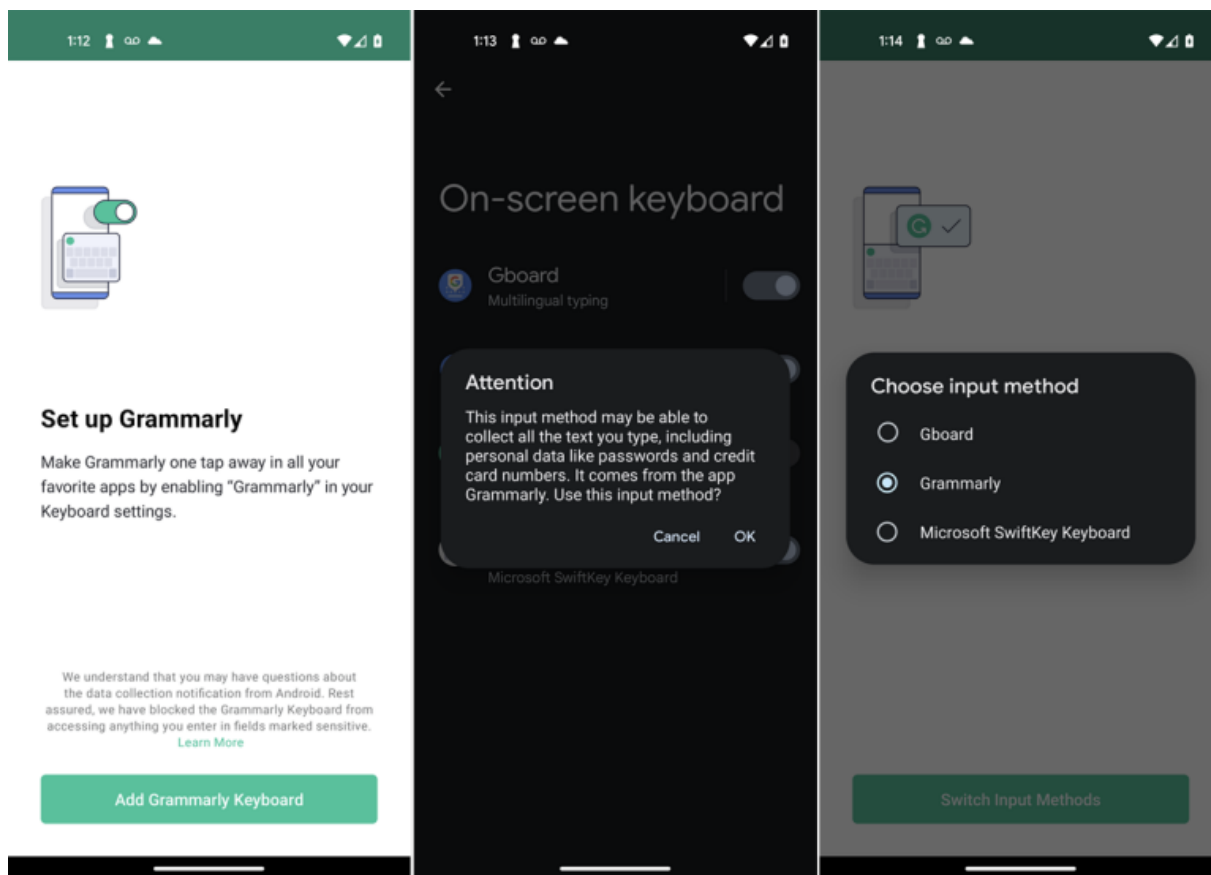 1:12
Set up Grammarly
Make Grammarly one tap away in all your
favorite apps by enabling “Grammarly” in your
Keyboard settings.
We understand that you may have questions about
the data collection notification from Android. Rest
assured, we have blocked the Grammarly Keyboard from
accessing anything you enter in fields marked sensitive.
Learn More
Add Grammarly Keyboard
1:13
On-screen keyboard
Gboard
Multilingual typing
Attention
This input method may be able to
collect all the text you type, including
personal data like passwords and credit
card numbers. It comes from the app
Grammarly. Use this input method?
Cancel OK
Microsoft SwiftKey Keyboard
1:14
Choose input method
Gboard
Grammarly
Microsoft SwiftKey Keyboard
Switch Input Methods